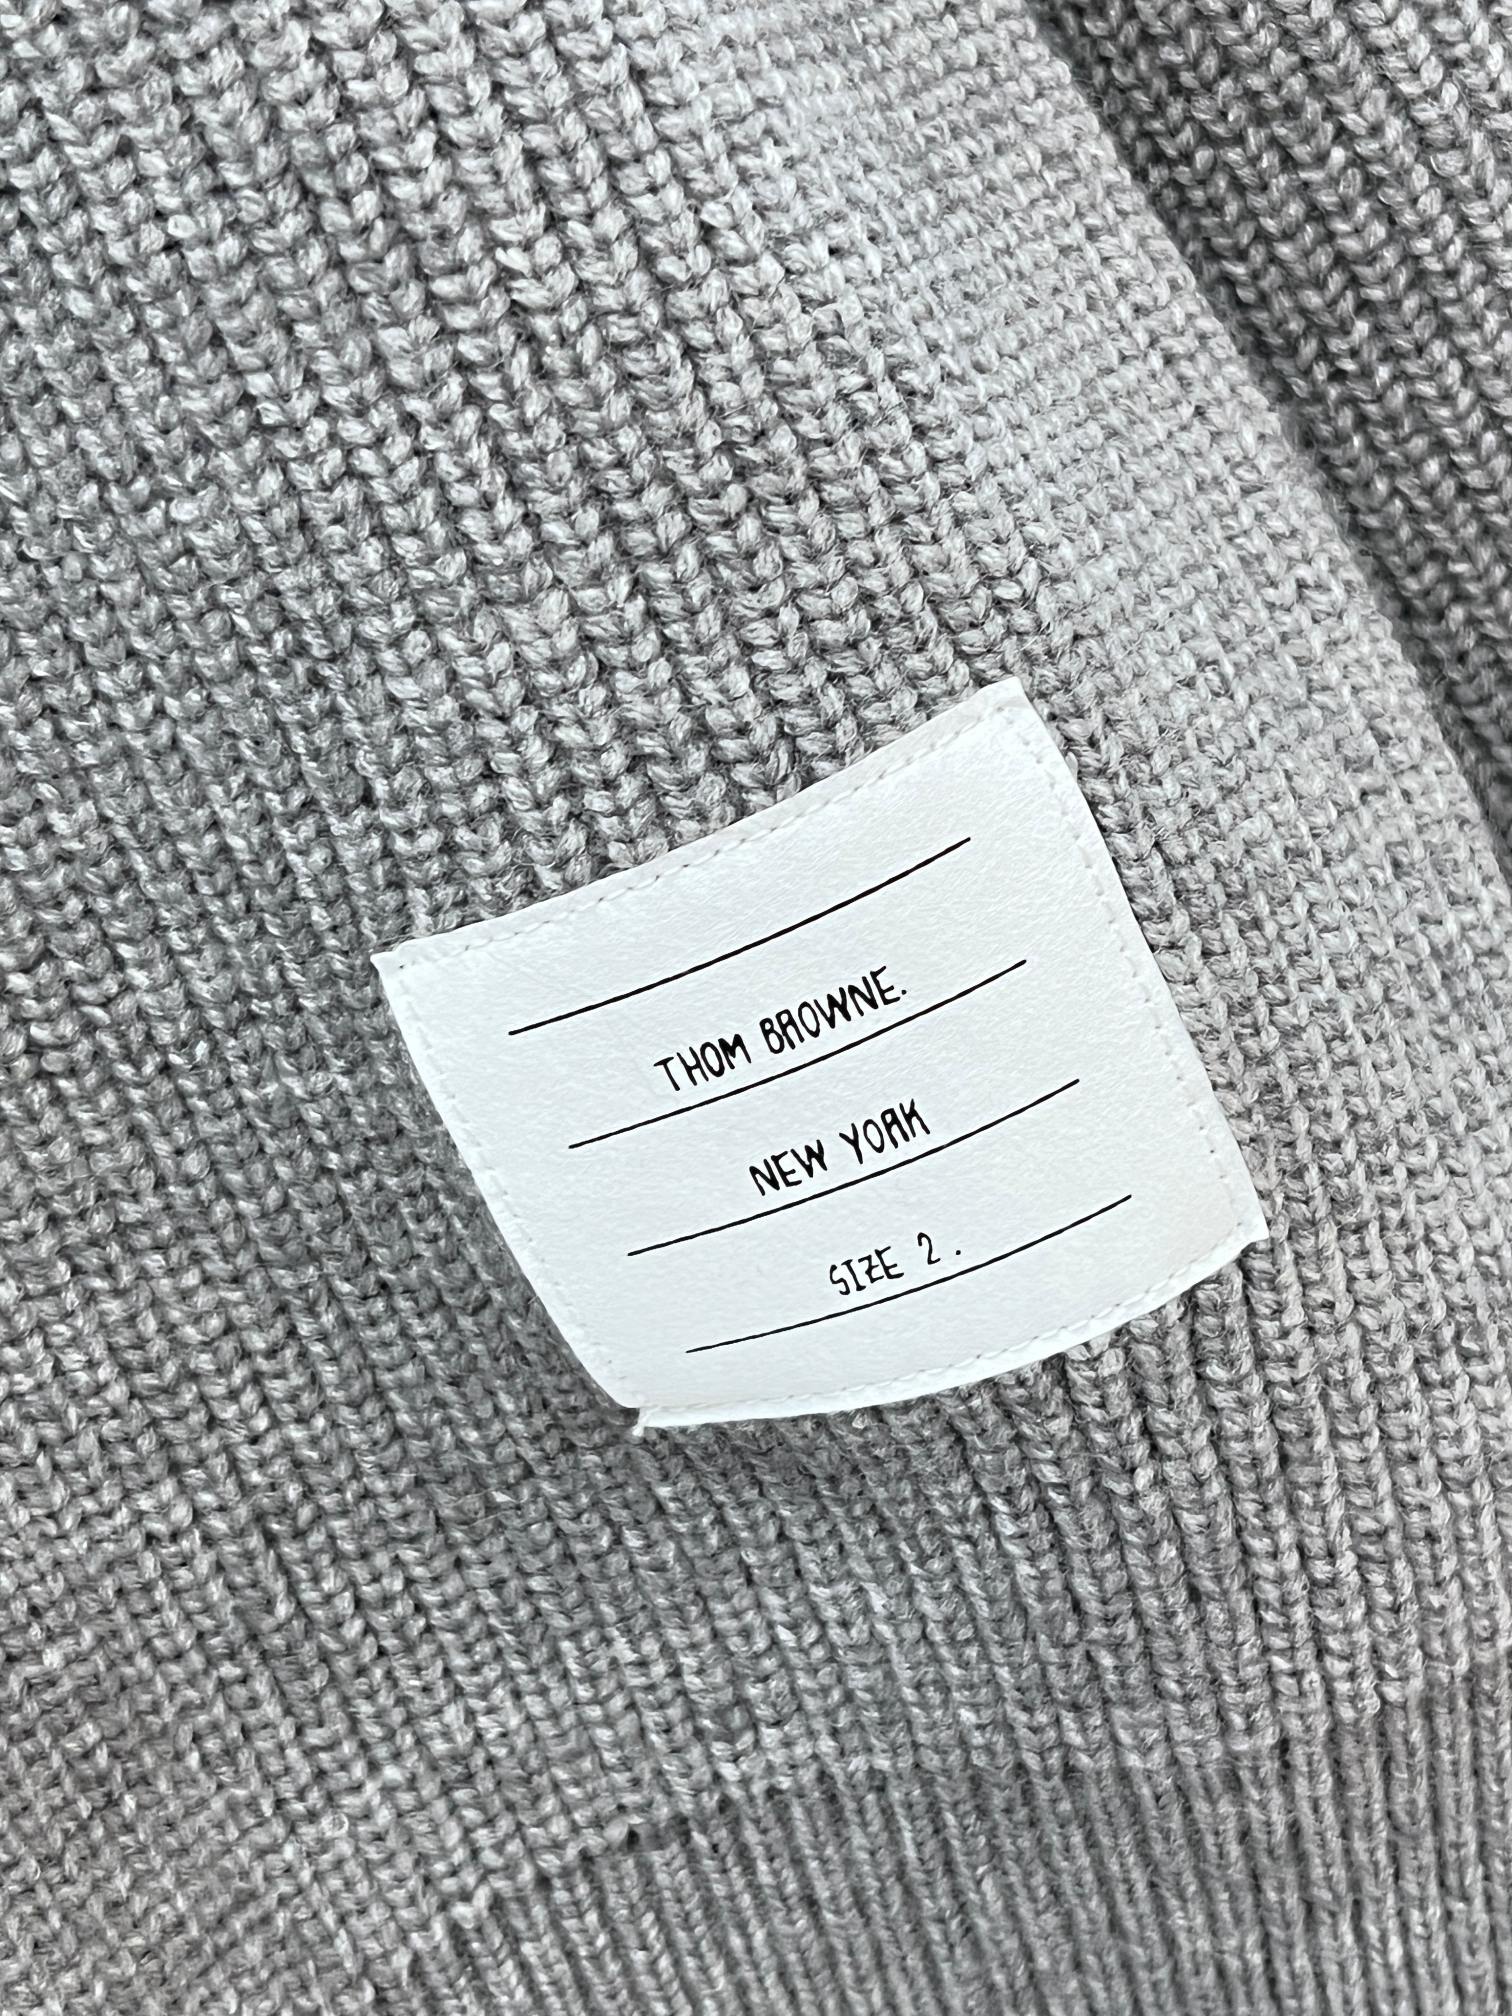 THOM BROWNE.
NEW YORK
SIZE 2.